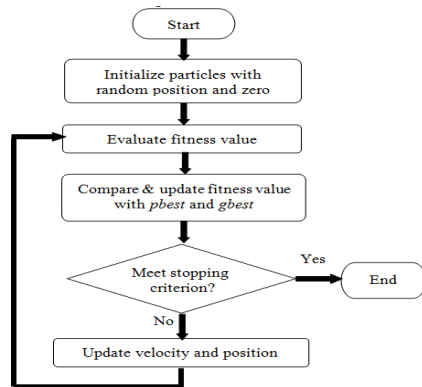 Start
Initialize particles with
random position and zero
Evaluate fitness value
Compare & update fitness value
with pbest and gbest
Meet stopping
criterion?
Yes
End
No
Update velocity and position